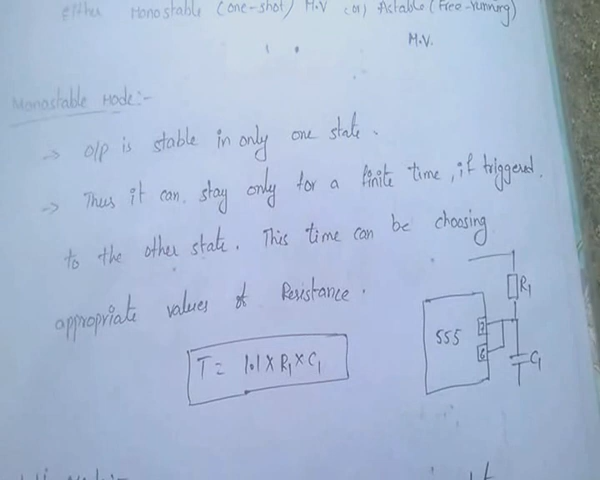 Either Monostable (one-shot) M.V (or) Astable (Free-running)
M.V.
Monostable Mode:-
→ O/P is stable in only one state.
→ Thus it can stay only for a finite time, if triggered.
to the other state. This time can be choosing
appropriate values of Resistance.
T = 1.1 X R1 X C1
R1
555
7
6
C1